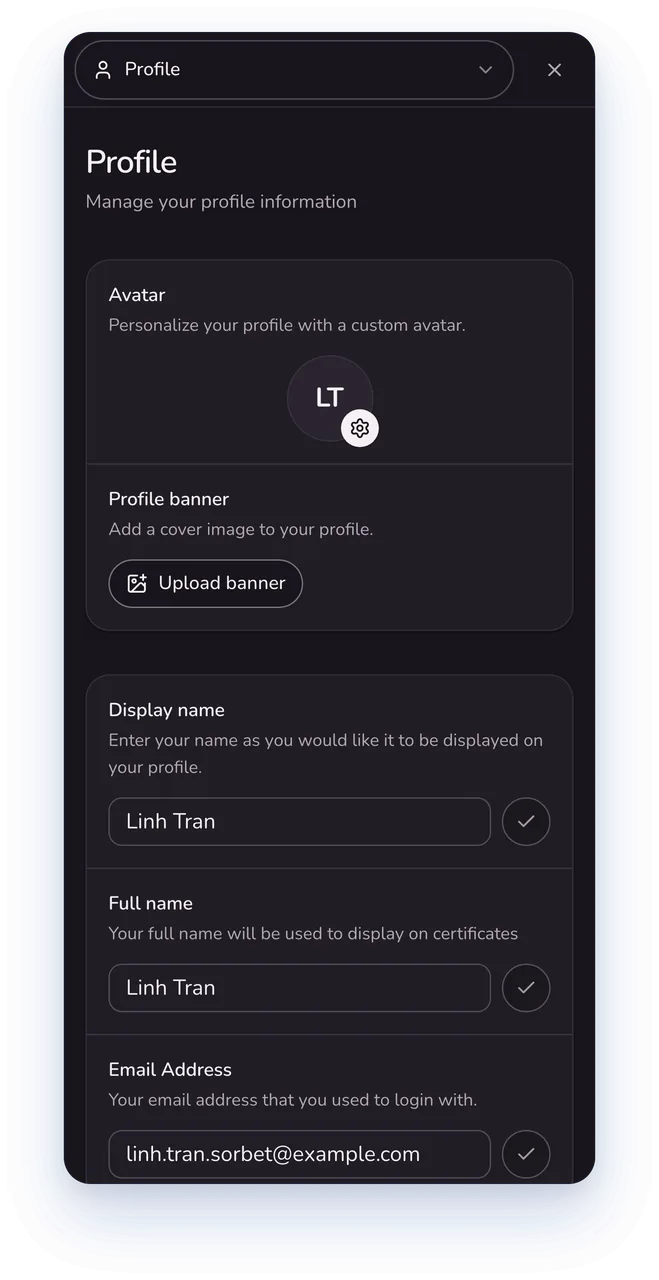 Profile
Profile
Manage your profile information
Avatar
Personalize your profile with a custom avatar.
LT
Profile banner
Add a cover image to your profile.
Upload banner
Display name
Enter your name as you would like it to be displayed on
your profile.
Linh Tran
Full name
Your full name will be used to display on certificates
Linh Tran
Email Address
Your email address that you used to login with.
linh.tran.sorbet@example.com